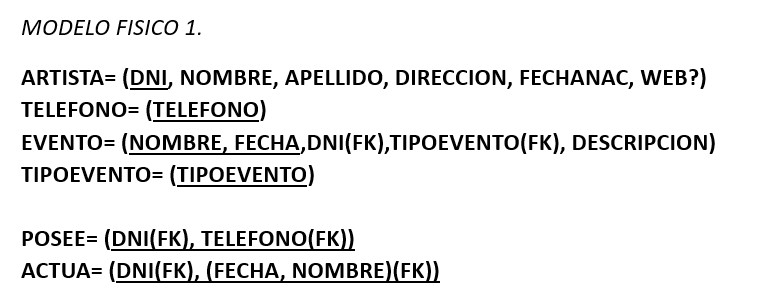 MODELO FISICO 1.
ARTISTA= (DNI, NOMBRE, APELLIDO, DIRECCION, FECHANAC, WEB?)
TELEFONO= (TELEFONO)
EVENTO= (NOMBRE, FECHA,DNI(FK),TIPOEVENTO(FK), DESCRIPCION)
TIPOEVENTO= (TIPOEVENTO)
POSEE= (DNI(FK), TELEFONO(FK))
ACTUA= (DNI(FK), (FECHA, NOMBRE)(FK))